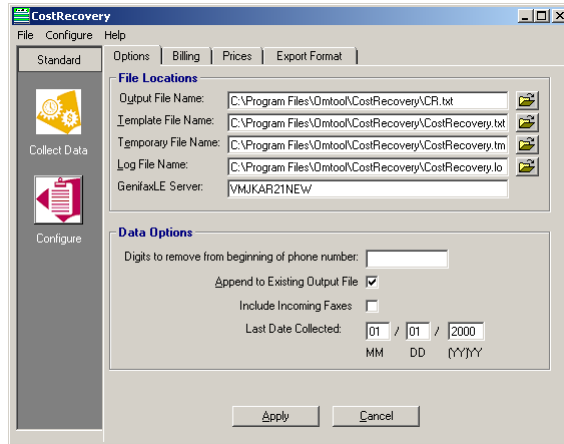 CostRecovery
File Configure Help
Standard
Collect Data
Configure
Options Billing Prices Export Format
File Locations
Output File Name: C:\Program Files\Omtool\CostRecovery\CR.txt
Template File Name: C:\Program Files\Omtool\CostRecovery\CostRecovery.txt
Temporary File Name: C:\Program Files\Omtool\CostRecovery\CostRecovery.tm
Log File Name: C:\Program Files\Omtool\CostRecovery\CostRecovery.lo
GenifaxLE Server: VMJKAR21NEW
Data Options
Digits to remove from beginning of phone number:
Append to Existing Output File
Include Incoming Faxes
Last Date Collected: 01 / 01 / 2000
MM DD (YY)YY
Apply Cancel